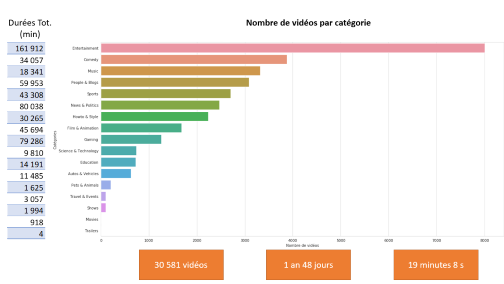 Durées Tot.
(min)
Nombre de vidéos par catégorie
161 912
34 057
18 341
59 953
43 308
80 038
30 265
45 694
79 286
9 810
14 191
11 485
1 625
3 057
1 994
918
4
Catégories
Entertainment
Comedy
Music
People & Blogs
Sports
News & Politics
Howto & Style
Film & Animation
Gaming
Science & Technology
Education
Autos & Vehicles
Pets & Animals
Travel & Events
Shows
Movies
Trailers
0 1000 2000 3000 4000 5000 6000 7000 8000
Nombre de videos
30 581 vidéos
1 an 48 jours
19 minutes 8 s